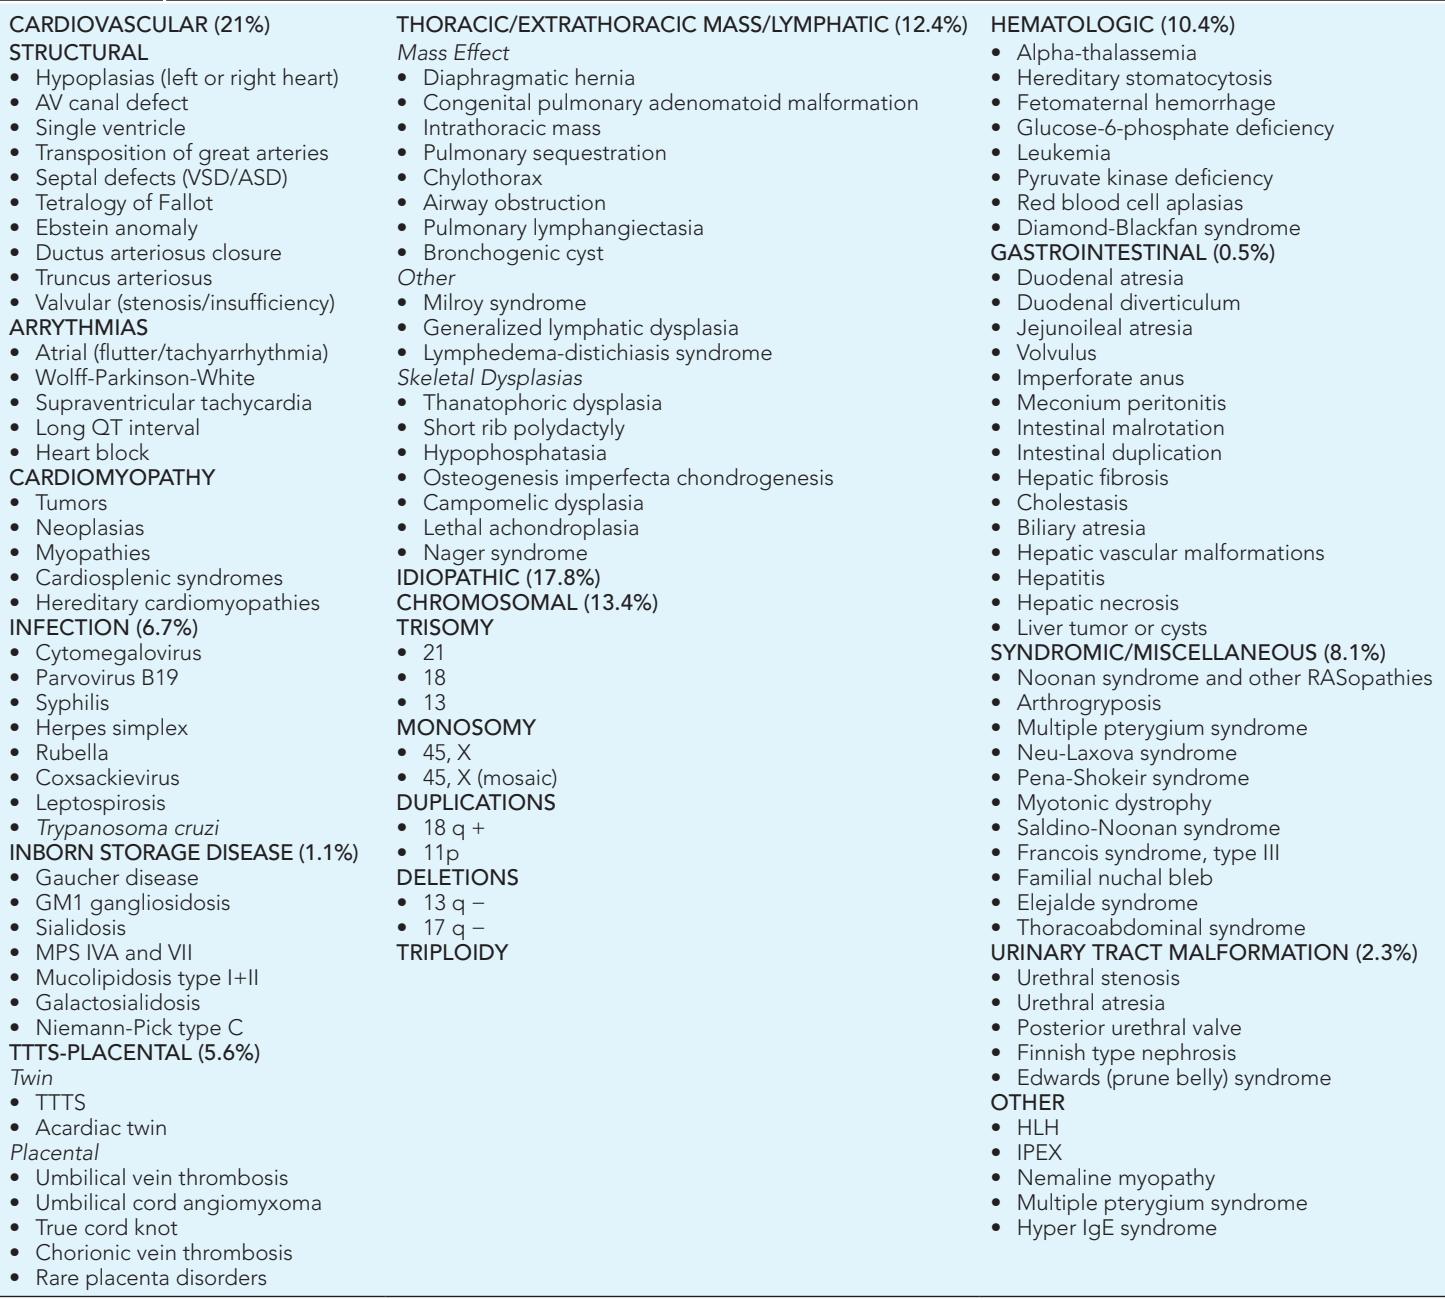 CARDIOVASCULAR (21%)
STRUCTURAL
• Hypoplasias (left or right heart)
• AV canal defect
• Single ventricle
• Transposition of great arteries
• Septal defects (VSD/ASD)
• Tetralogy of Fallot
• Ebstein anomaly
• Ductus arteriosus closure
• Truncus arteriosus
• Valvular (stenosis/insufficiency)
ARRYTHMIAS
• Atrial (flutter/tachyarrhythmia)
• Wolff-Parkinson-White
• Supraventricular tachycardia
• Long QT interval
• Heart block
CARDIOMYOPATHY
• Tumors
• Neoplasias
• Myopathies
• Cardiosplenic syndromes
• Hereditary cardiomyopathies
INFECTION (6.7%)
• Cytomegalovirus
• Parvovirus B19
• Syphilis
• Herpes simplex
• Rubella
• Coxsackievirus
• Leptospirosis
• Trypanosoma cruzi
INBORN STORAGE DISEASE (1.1%)
• Gaucher disease
• GM1 gangliosidosis
• Sialidosis
• MPS IVA and VII
• Mucolipidosis type I+II
• Galactosialidosis
• Niemann-Pick type C
TTTS-PLACENTAL (5.6%)
Twin
• TTTS
• Acardiac twin
Placental
• Umbilical vein thrombosis
• Umbilical cord angiomyxoma
• True cord knot
• Chorionic vein thrombosis
• Rare placenta disorders
THORACIC/EXTRATHORACIC MASS/LYMPHATIC (12.4%)
Mass Effect
• Diaphragmatic hernia
• Congenital pulmonary adenomatoid malformation
• Intrathoracic mass
• Pulmonary sequestration
• Chylothorax
• Airway obstruction
• Pulmonary lymphangiectasia
• Bronchogenic cyst
Other
• Milroy syndrome
• Generalized lymphatic dysplasia
• Lymphedema-distichiasis syndrome
Skeletal Dysplasias
• Thanatophoric dysplasia
• Short rib polydactyly
• Hypophosphatasia
• Osteogenesis imperfecta chondrogenesis
• Campomelic dysplasia
• Lethal achondroplasia
• Nager syndrome
IDIOPATHIC (17.8%)
CHROMOSOMAL (13.4%)
TRISOMY
• 21
• 18
• 13
MONOSOMY
• 45, X
• 45, X (mosaic)
DUPLICATIONS
• 18 q +
• 11p
DELETIONS
• 13 q −
• 17 q −
TRIPLOIDY
HEMATOLOGIC (10.4%)
• Alpha-thalassemia
• Hereditary stomatocytosis
• Fetomaternal hemorrhage
• Glucose-6-phosphate deficiency
• Leukemia
• Pyruvate kinase deficiency
• Red blood cell aplasias
• Diamond-Blackfan syndrome
GASTROINTESTINAL (0.5%)
• Duodenal atresia
• Duodenal diverticulum
• Jejunoileal atresia
• Volvulus
• Imperforate anus
• Meconium peritonitis
• Intestinal malrotation
• Intestinal duplication
• Hepatic fibrosis
• Cholestasis
• Biliary atresia
• Hepatic vascular malformations
• Hepatitis
• Hepatic necrosis
• Liver tumor or cysts
SYNDROMIC/MISCELLANEOUS (8.1%)
• Noonan syndrome and other RASopathies
• Arthrogryposis
• Multiple pterygium syndrome
• Neu-Laxova syndrome
• Pena-Shokeir syndrome
• Myotonic dystrophy
• Saldino-Noonan syndrome
• Francois syndrome, type III
• Familial nuchal bleb
• Elejalde syndrome
• Thoracoabdominal syndrome
URINARY TRACT MALFORMATION (2.3%)
• Urethral stenosis
• Urethral atresia
• Posterior urethral valve
• Finnish type nephrosis
• Edwards (prune belly) syndrome
OTHER
• HLH
• IPEX
• Nemaline myopathy
• Multiple pterygium syndrome
• Hyper IgE syndrome